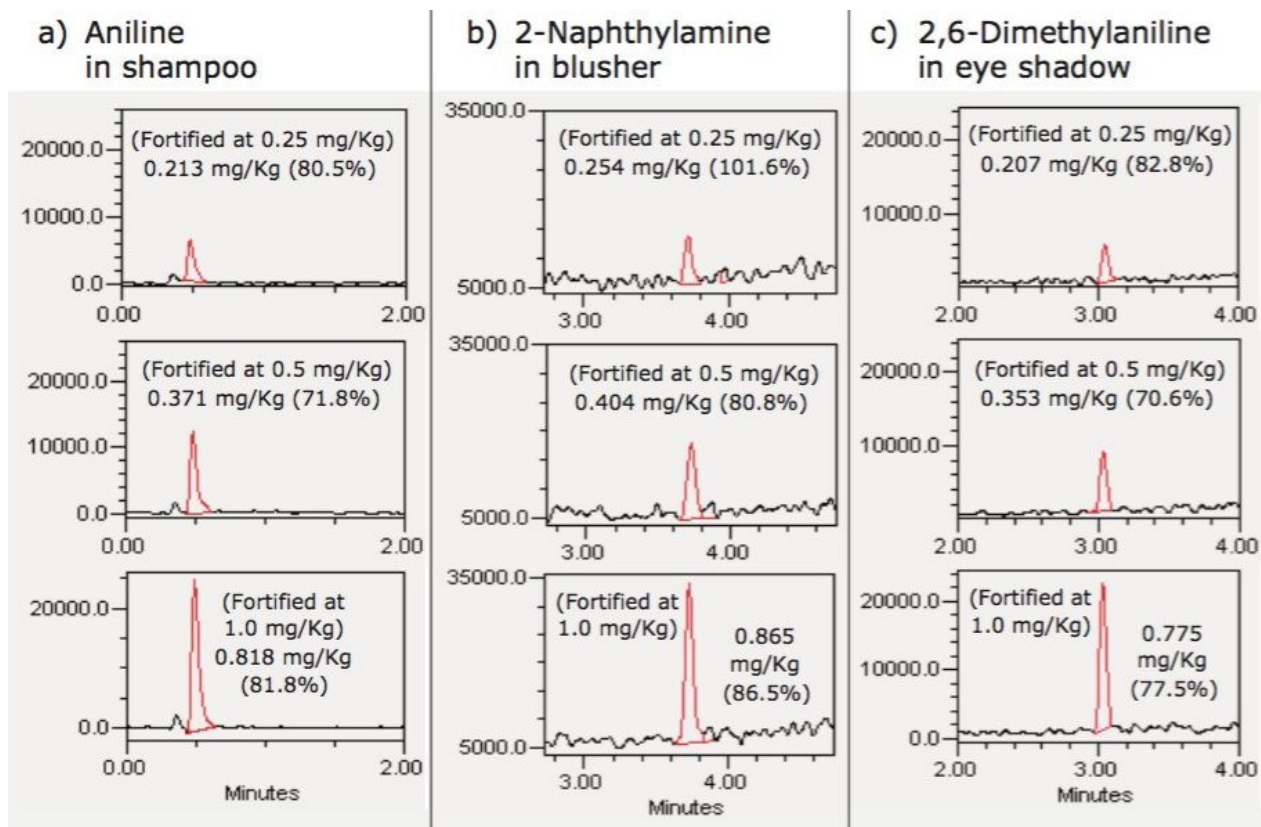 a) Aniline
in shampoo
20000.0
10000.0
0.0
(Fortified at 0.25 mg/Kg)
0.213 mg/Kg (80.5%)
0.00
2.00
20000.0
10000.0
0.0
(Fortified at 0.5 mg/Kg)
0.371 mg/Kg (71.8%)
0.00
2.00
20000.0
0.0
(Fortified at
1.0 mg/Kg)
0.818 mg/Kg
(81.8%)
0.00
2.00
Minutes
b) 2-Naphthylamine
in blusher
35000.0
5000.0
(Fortified at 0.25 mg/Kg)
0.254 mg/Kg (101.6%)
3.00
4.00
35000.0
5000.0
(Fortified at 0.5 mg/Kg)
0.404 mg/Kg (80.8%)
3.00
4.00
35000.0
5000.0
(Fortified at
1.0 mg/Kg)
0.865
mg/Kg
(86.5%)
3.00
4.00
Minutes
c) 2,6-Dimethylaniline
in eye shadow
20000.0
10000.0
(Fortified at 0.25 mg/Kg)
0.207 mg/Kg (82.8%)
2.00
3.00
4.00
20000.0
10000.0
(Fortified at 0.5 mg/Kg)
0.353 mg/Kg (70.6%)
2.00
3.00
4.00
20000.0
10000.0
0.0
(Fortified at
1.0 mg/Kg)
0.775
mg/Kg
(77.5%)
2.00
3.00
4.00
Minutes